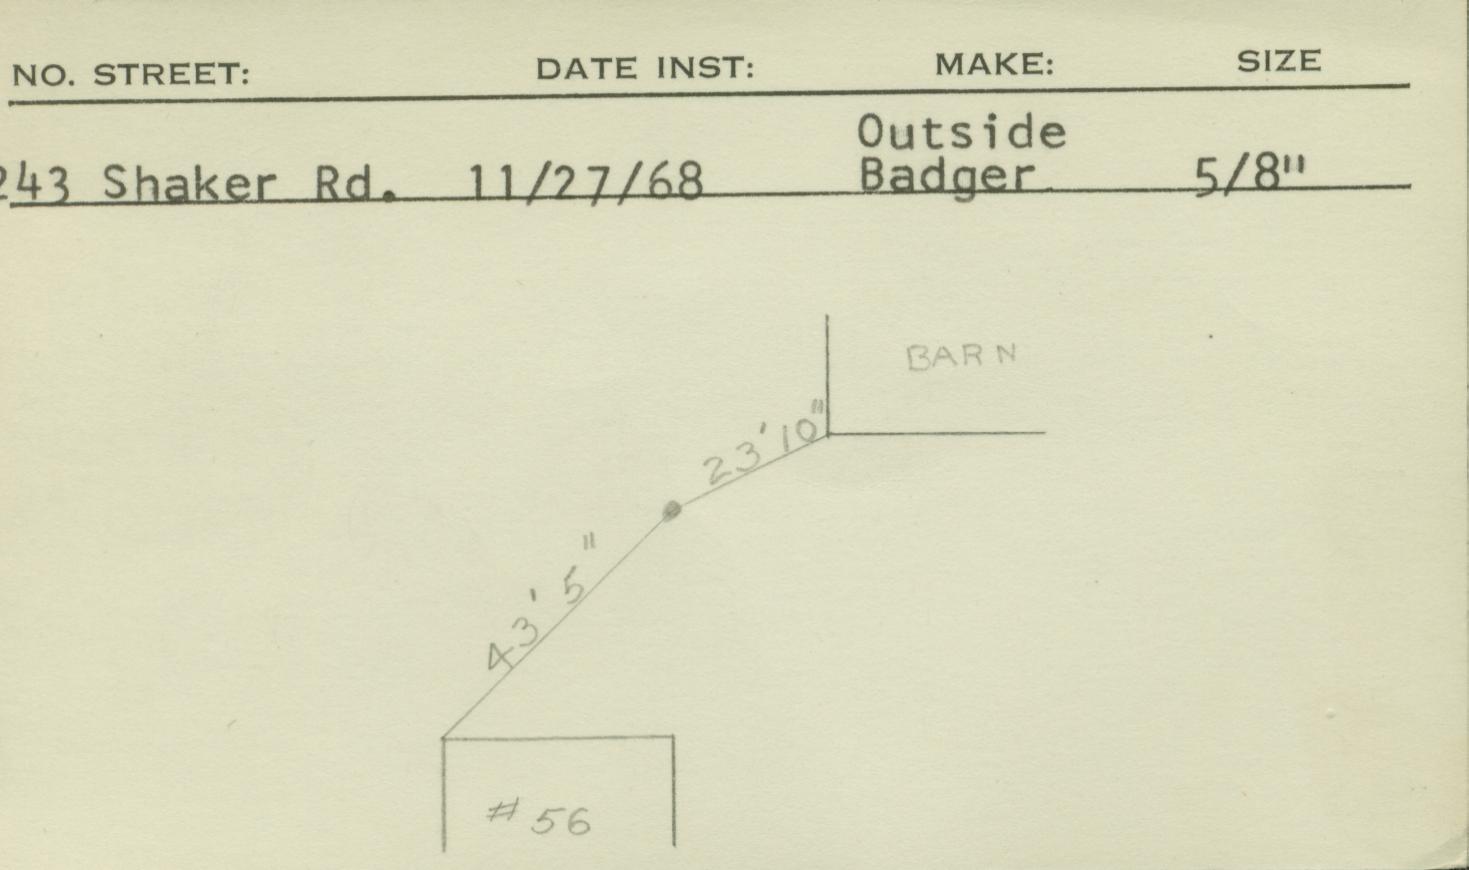 NO. STREET: DATE INST: MAKE: SIZE
Outside
243 Shaker Rd. 11/27/68 Badger 5/8"
BARN
23'10"
43' 5"
# 56